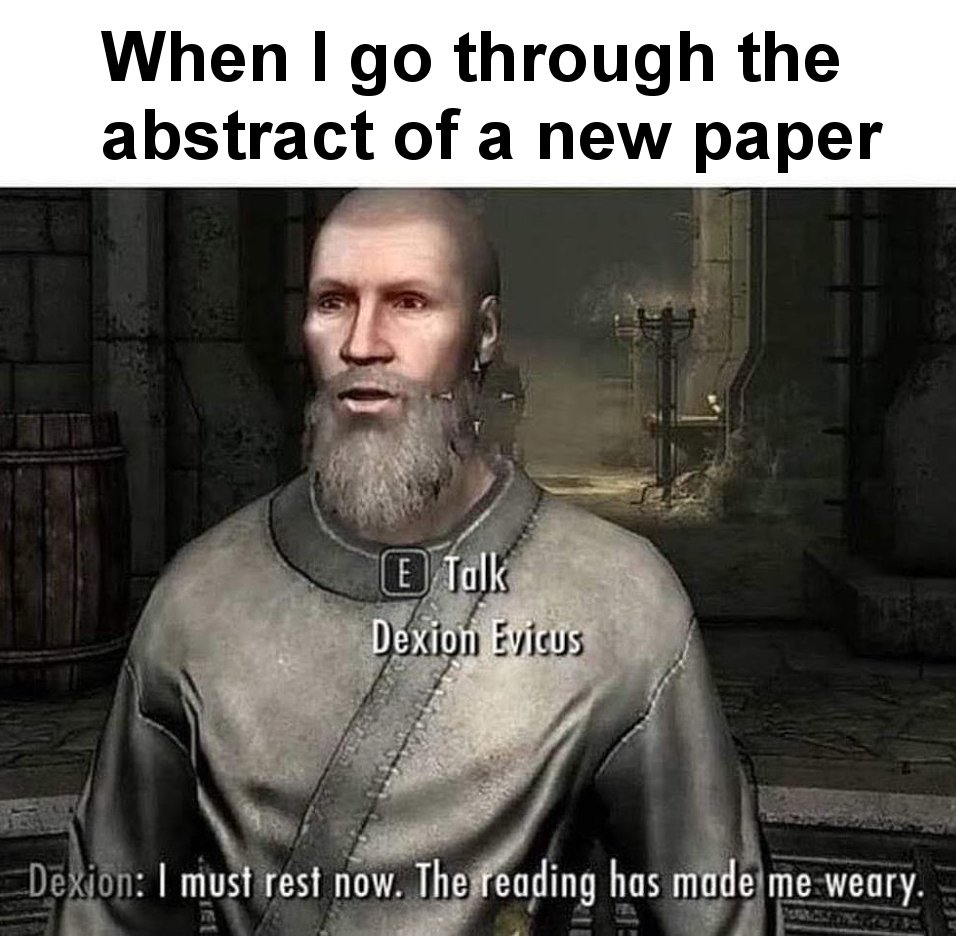 When I go through the
abstract of a new paper
E Talk
Dexion Evicus
Dexion: I must rest now. The reading has made me weary.